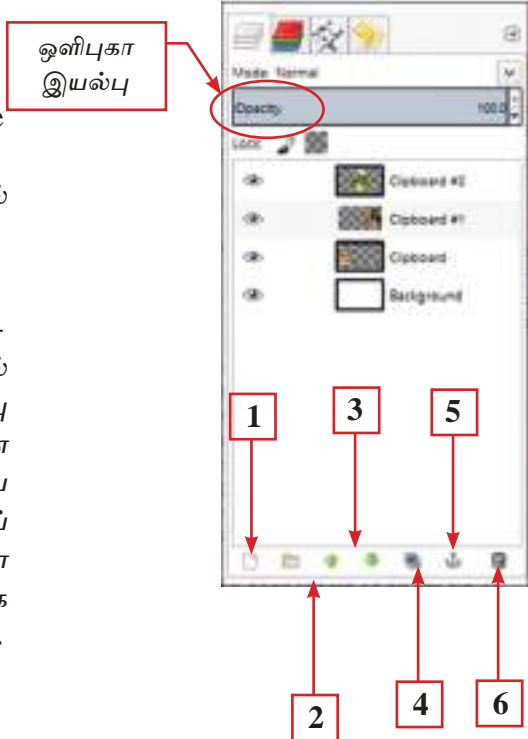 ஒளிபுகா
இயல்பு
Mode: Normal
Opacity 100.0
Lock:
Clipboard #2
Clipboard #1
Clipboard
Background
1
3
5
2
4
6